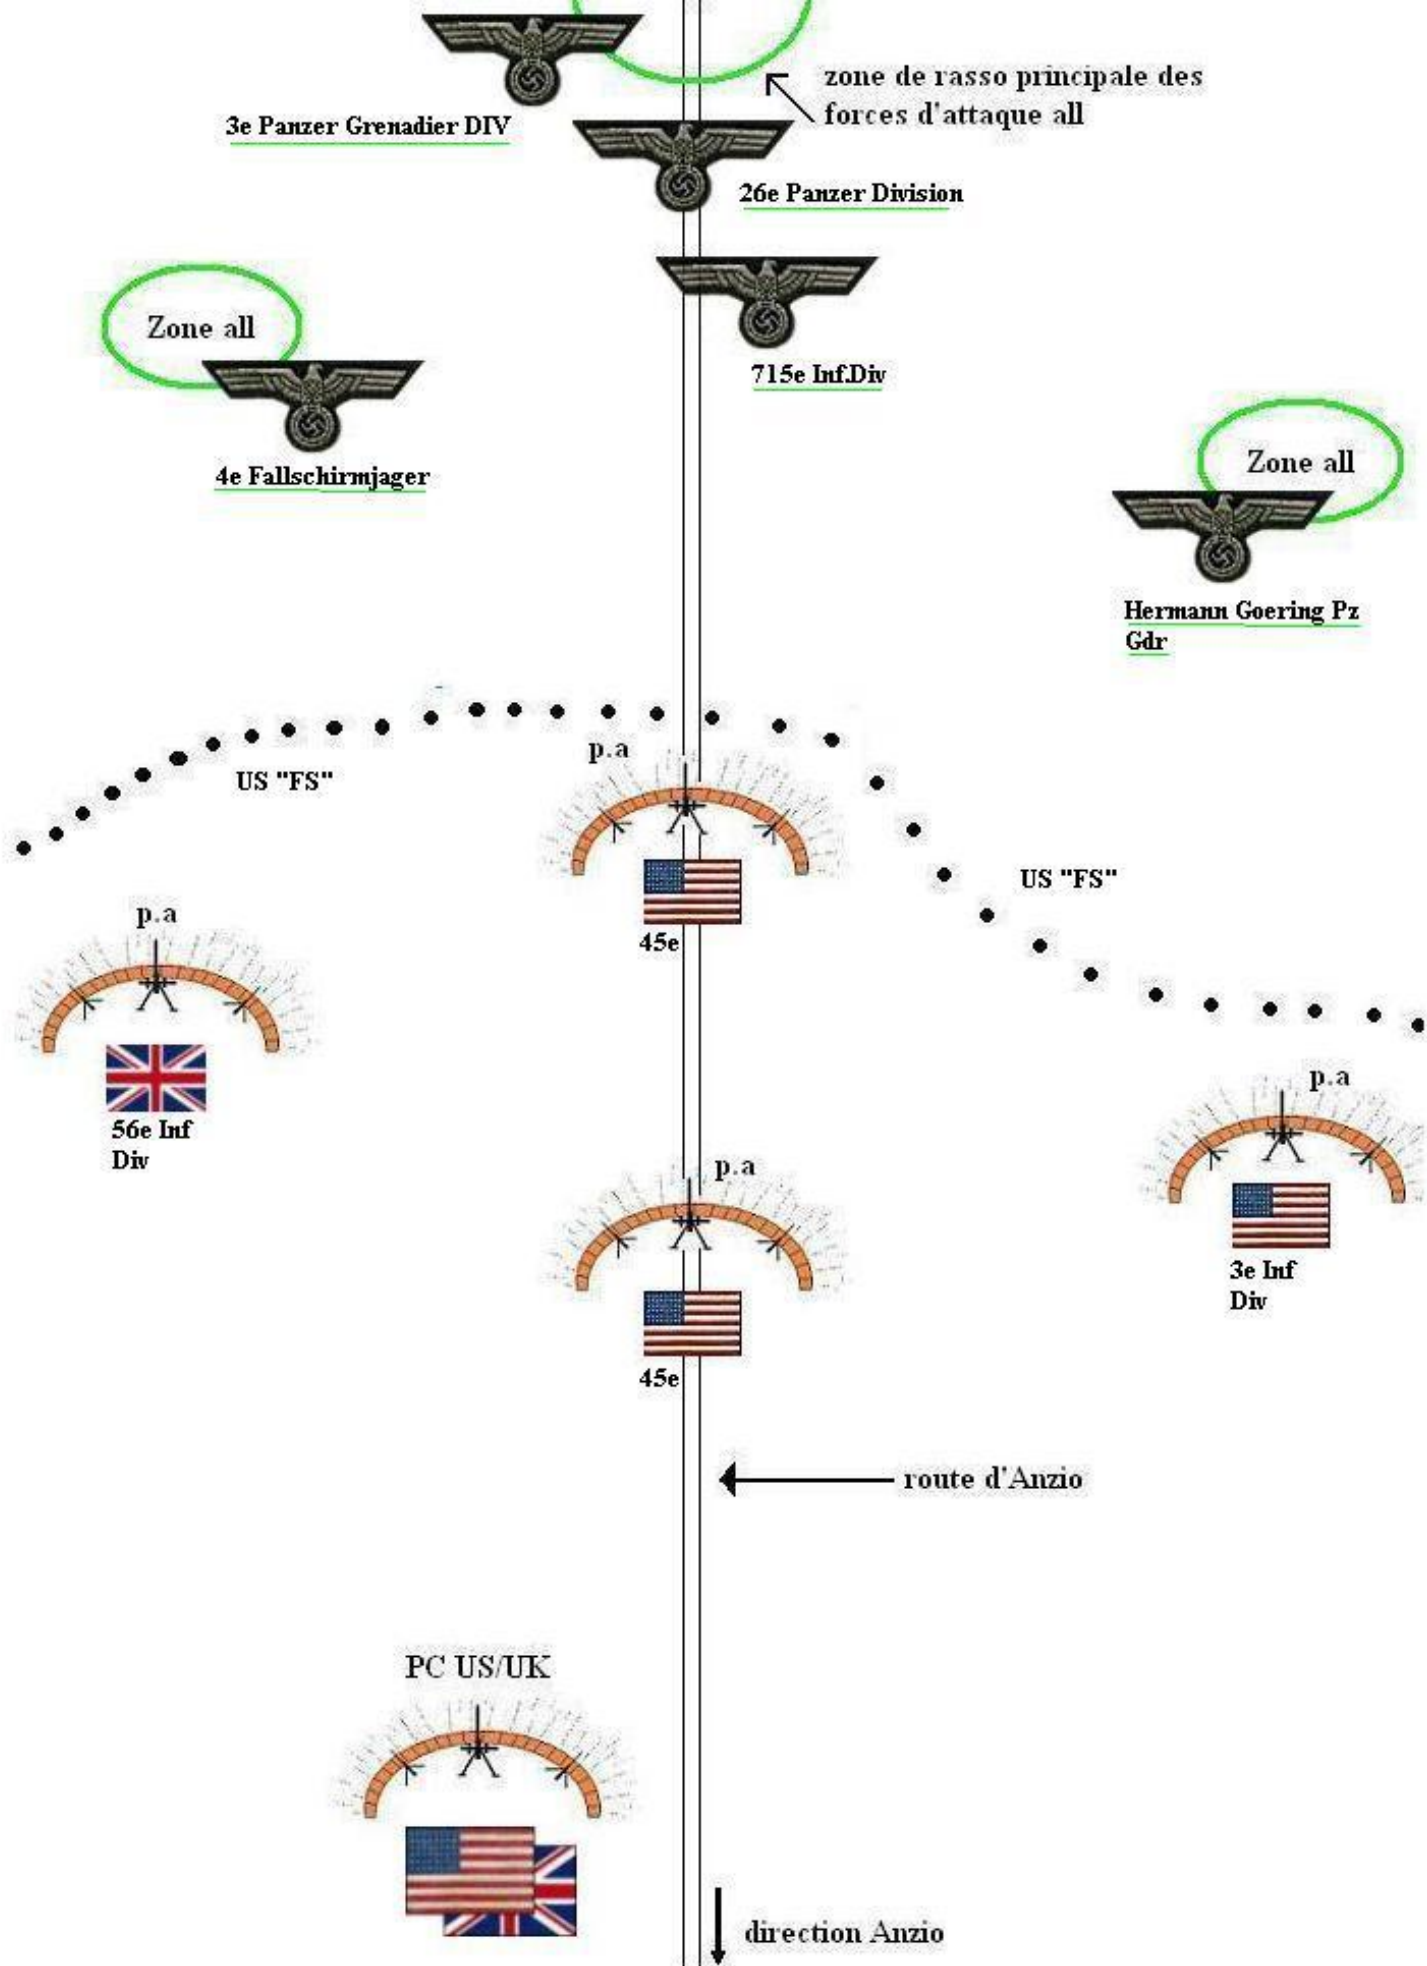 zone de rasso principale des
forces d'attaque all
3e Panzer Grenadier DIV
26e Panzer Division
Zone all
715e Inf.Div
4e Fallschirmjager
Zone all
Hermann Goering Pz
Gdr
p.a
US "FS"
US "FS"
45e
p.a
56e Inf
Div
p.a
p.a
3e Inf
Div
45e
route d'Anzio
PC US/UK
direction Anzio